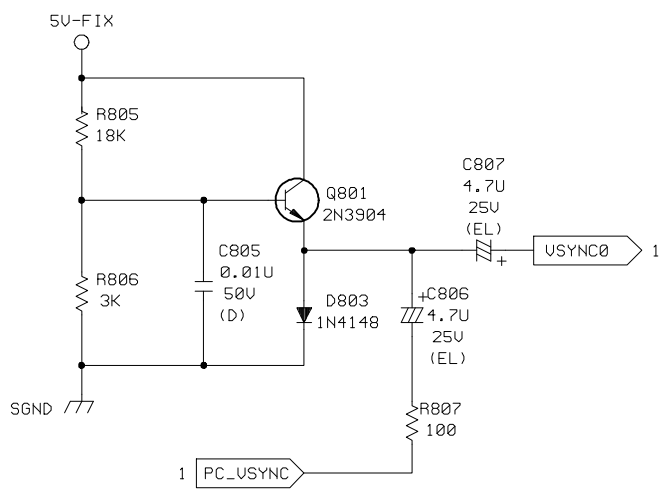 5V-FIX
R805
18K
Q801
2N3904
C807
4.7U
25V
(EL)
+
VSYNC0
1
C805
0.01U
50V
(D)
R806
3K
D803
1N4148
+
C806
4.7U
25V
(EL)
SGND
R807
100
1
PC_VSYNC